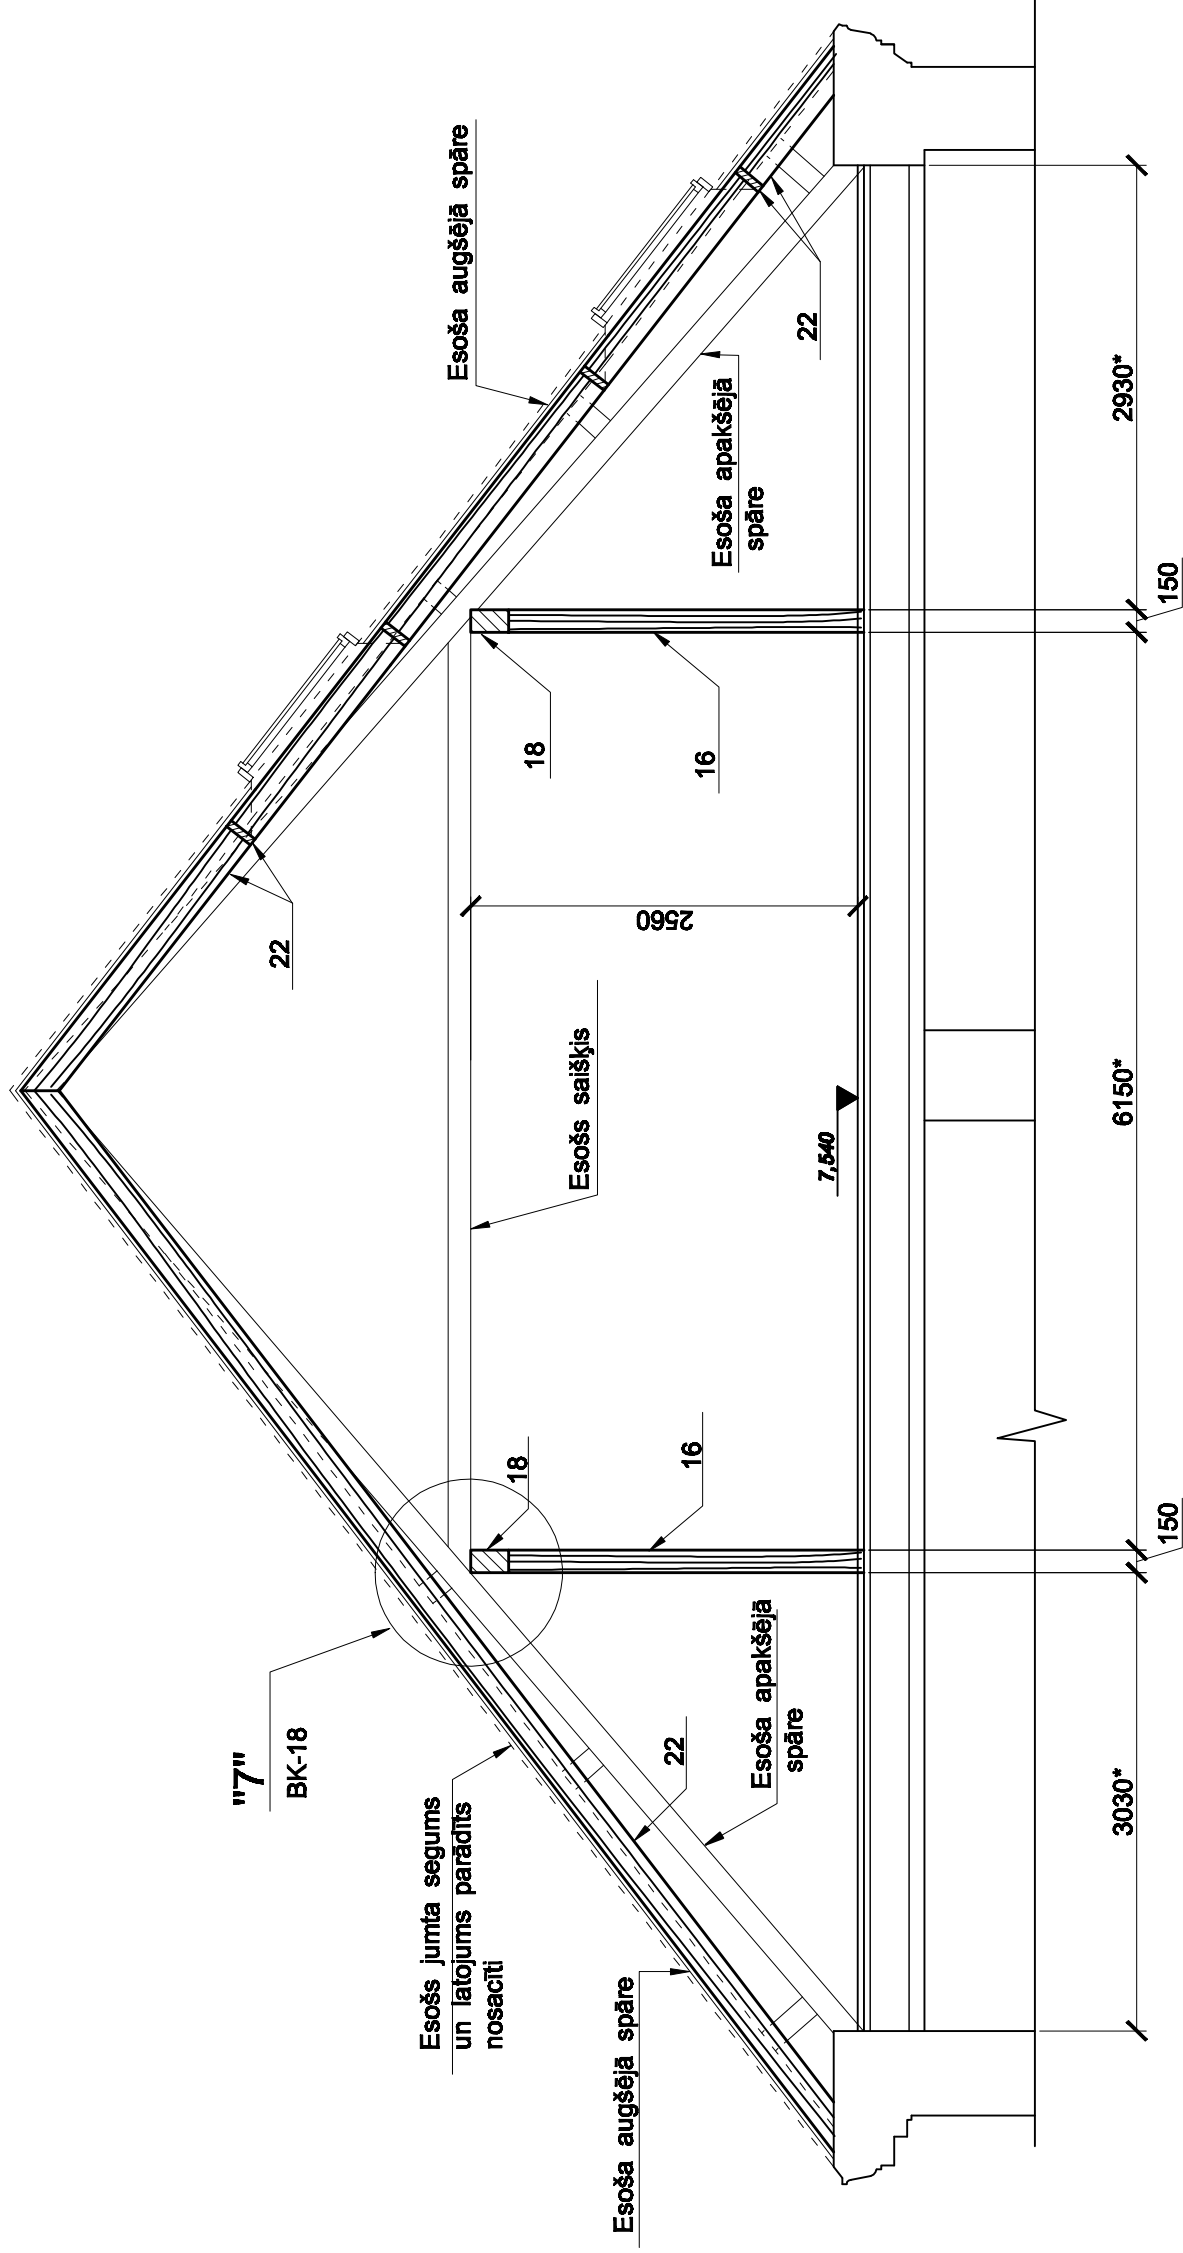 "7"
BK-18
Esošs jumta segums
un latojums parādīts
nosacīti
Esoša augšējā spāre
22
Esoša apakšējā
spāre
18
16
Esošs saišķis
7,540
2560
22
18
16
Esoša augšējā spāre
Esoša apakšējā
spāre
22
3030*
150
6150*
150
2930*